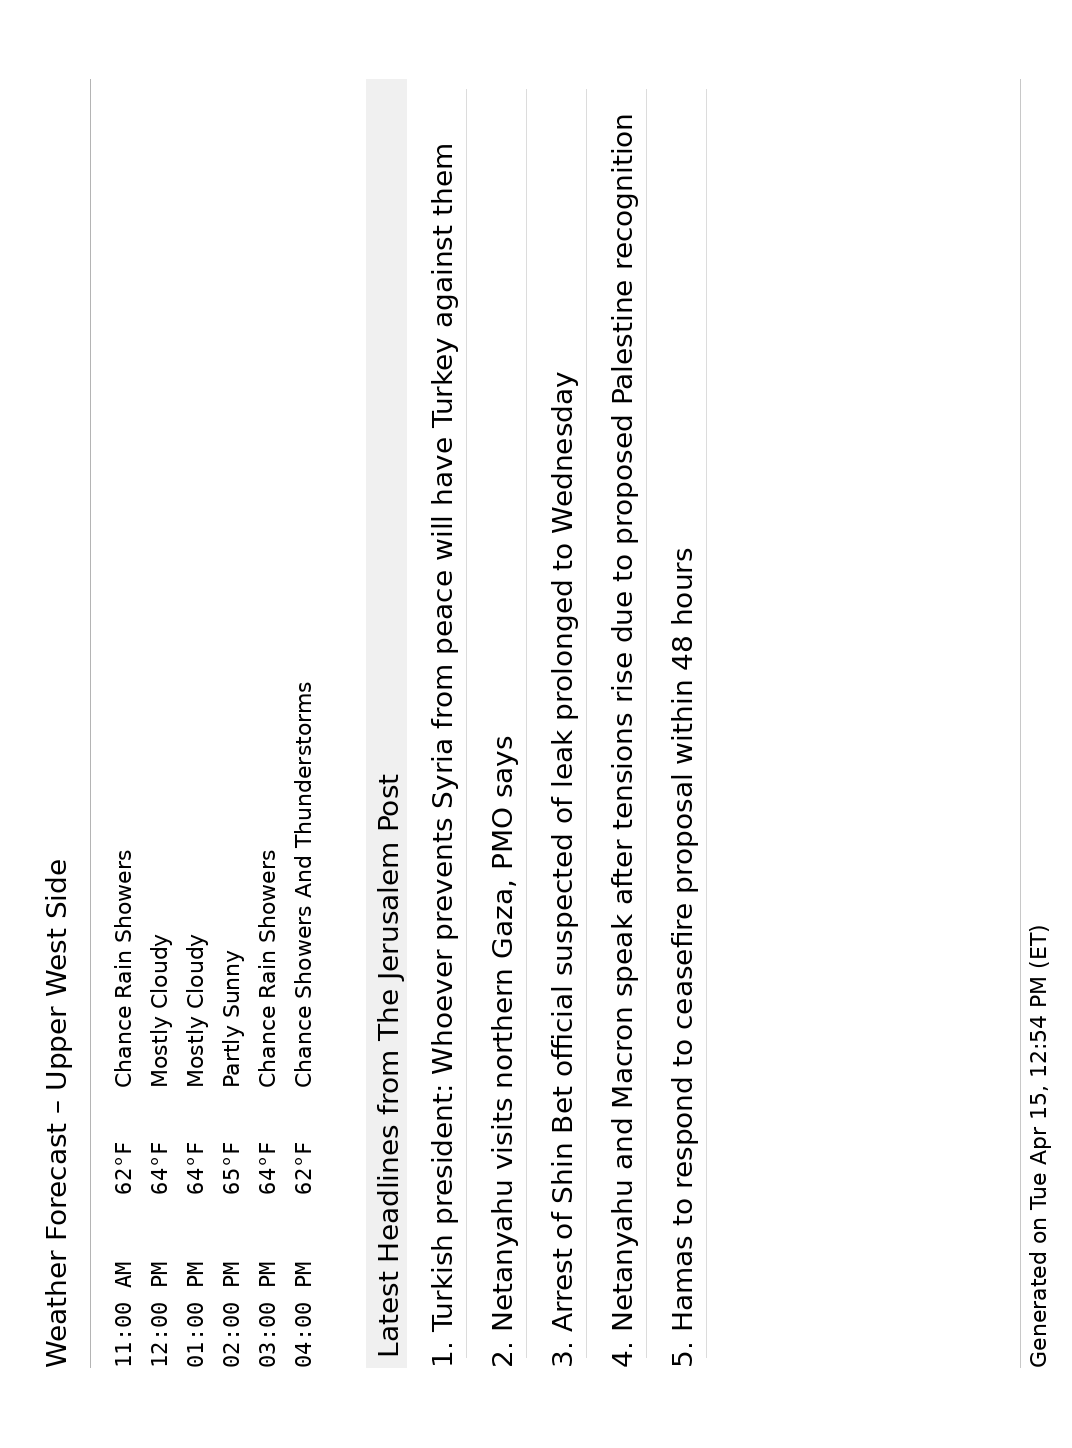 Weather Forecast – Upper West Side
11:00 AM 62°F Chance Rain Showers
12:00 PM 64°F Mostly Cloudy
01:00 PM 64°F Mostly Cloudy
02:00 PM 65°F Partly Sunny
03:00 PM 64°F Chance Rain Showers
04:00 PM 62°F Chance Showers And Thunderstorms
Latest Headlines from The Jerusalem Post
1. Turkish president: Whoever prevents Syria from peace will have Turkey against them
2. Netanyahu visits northern Gaza, PMO says
3. Arrest of Shin Bet official suspected of leak prolonged to Wednesday
4. Netanyahu and Macron speak after tensions rise due to proposed Palestine recognition
5. Hamas to respond to ceasefire proposal within 48 hours
Generated on Tue Apr 15, 12:54 PM (ET)